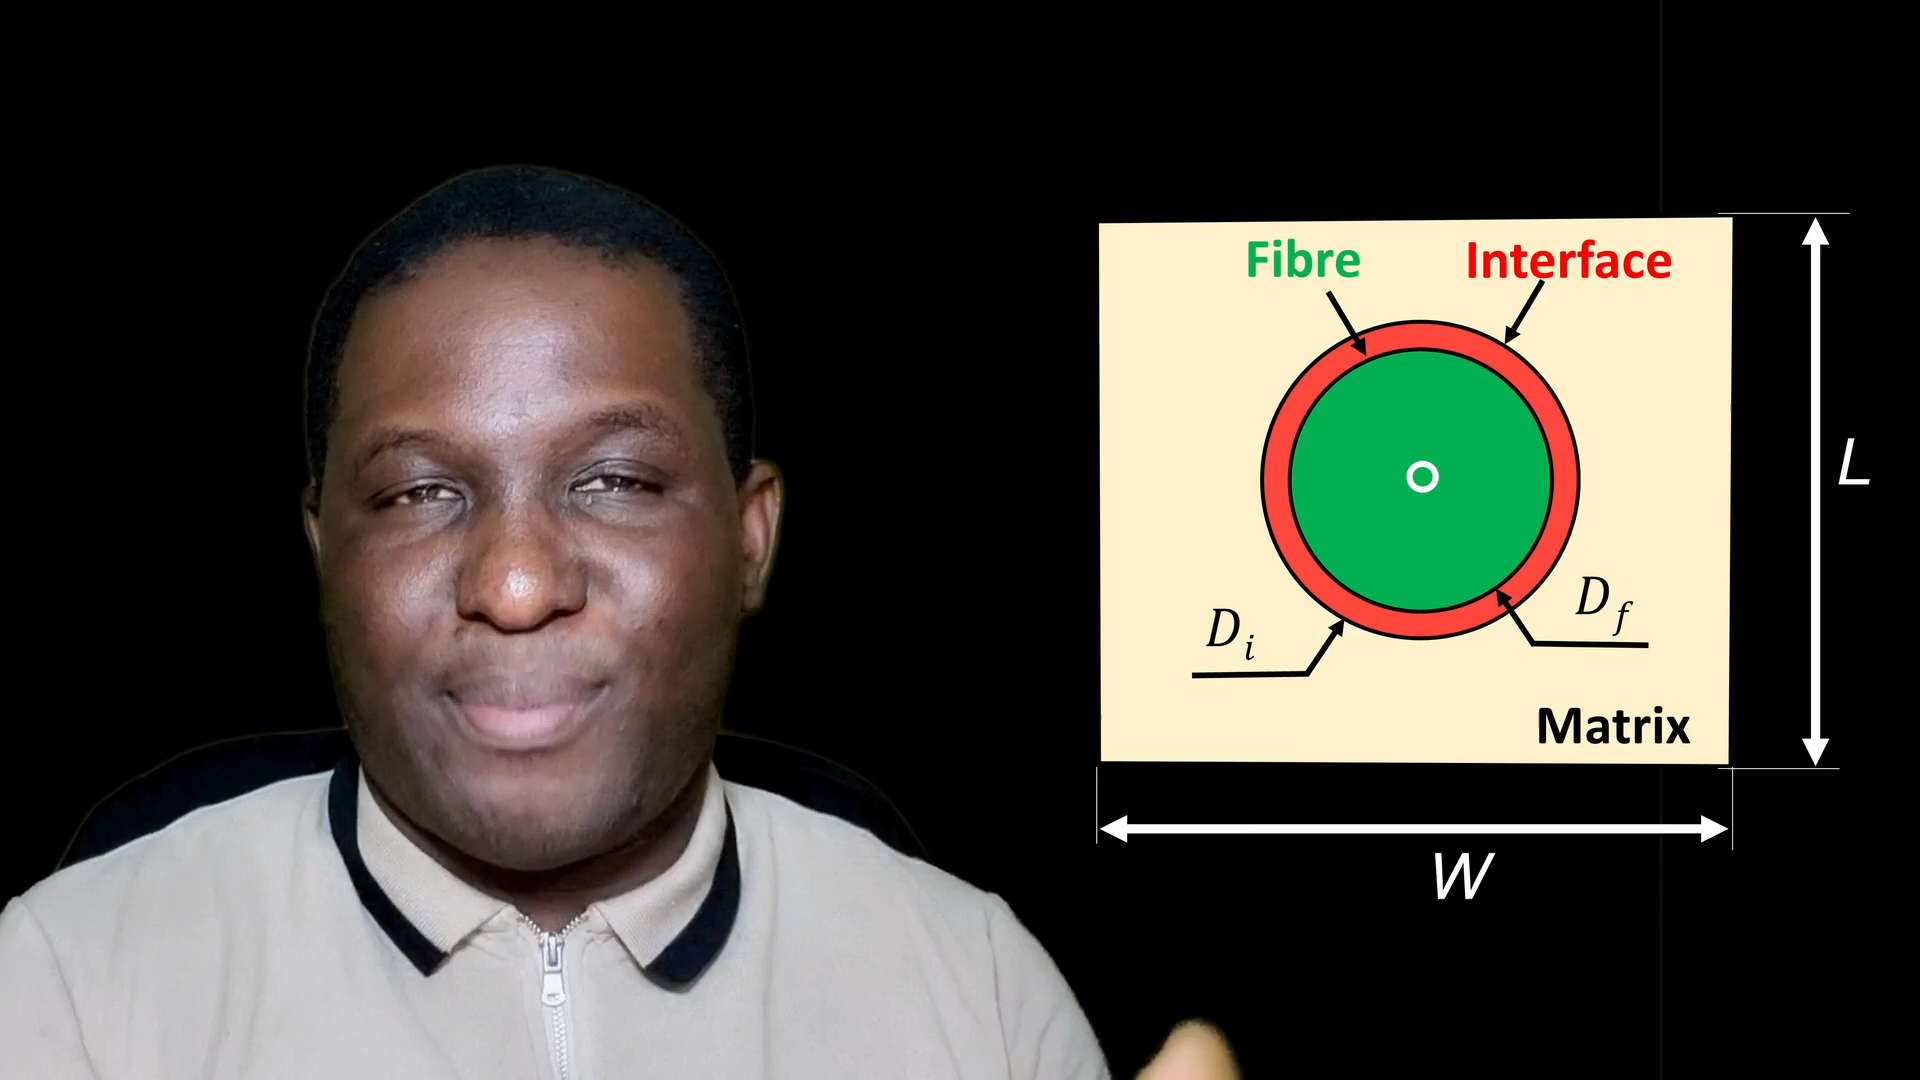 Fibre
Interface
L
D_f
D_i
Matrix
W